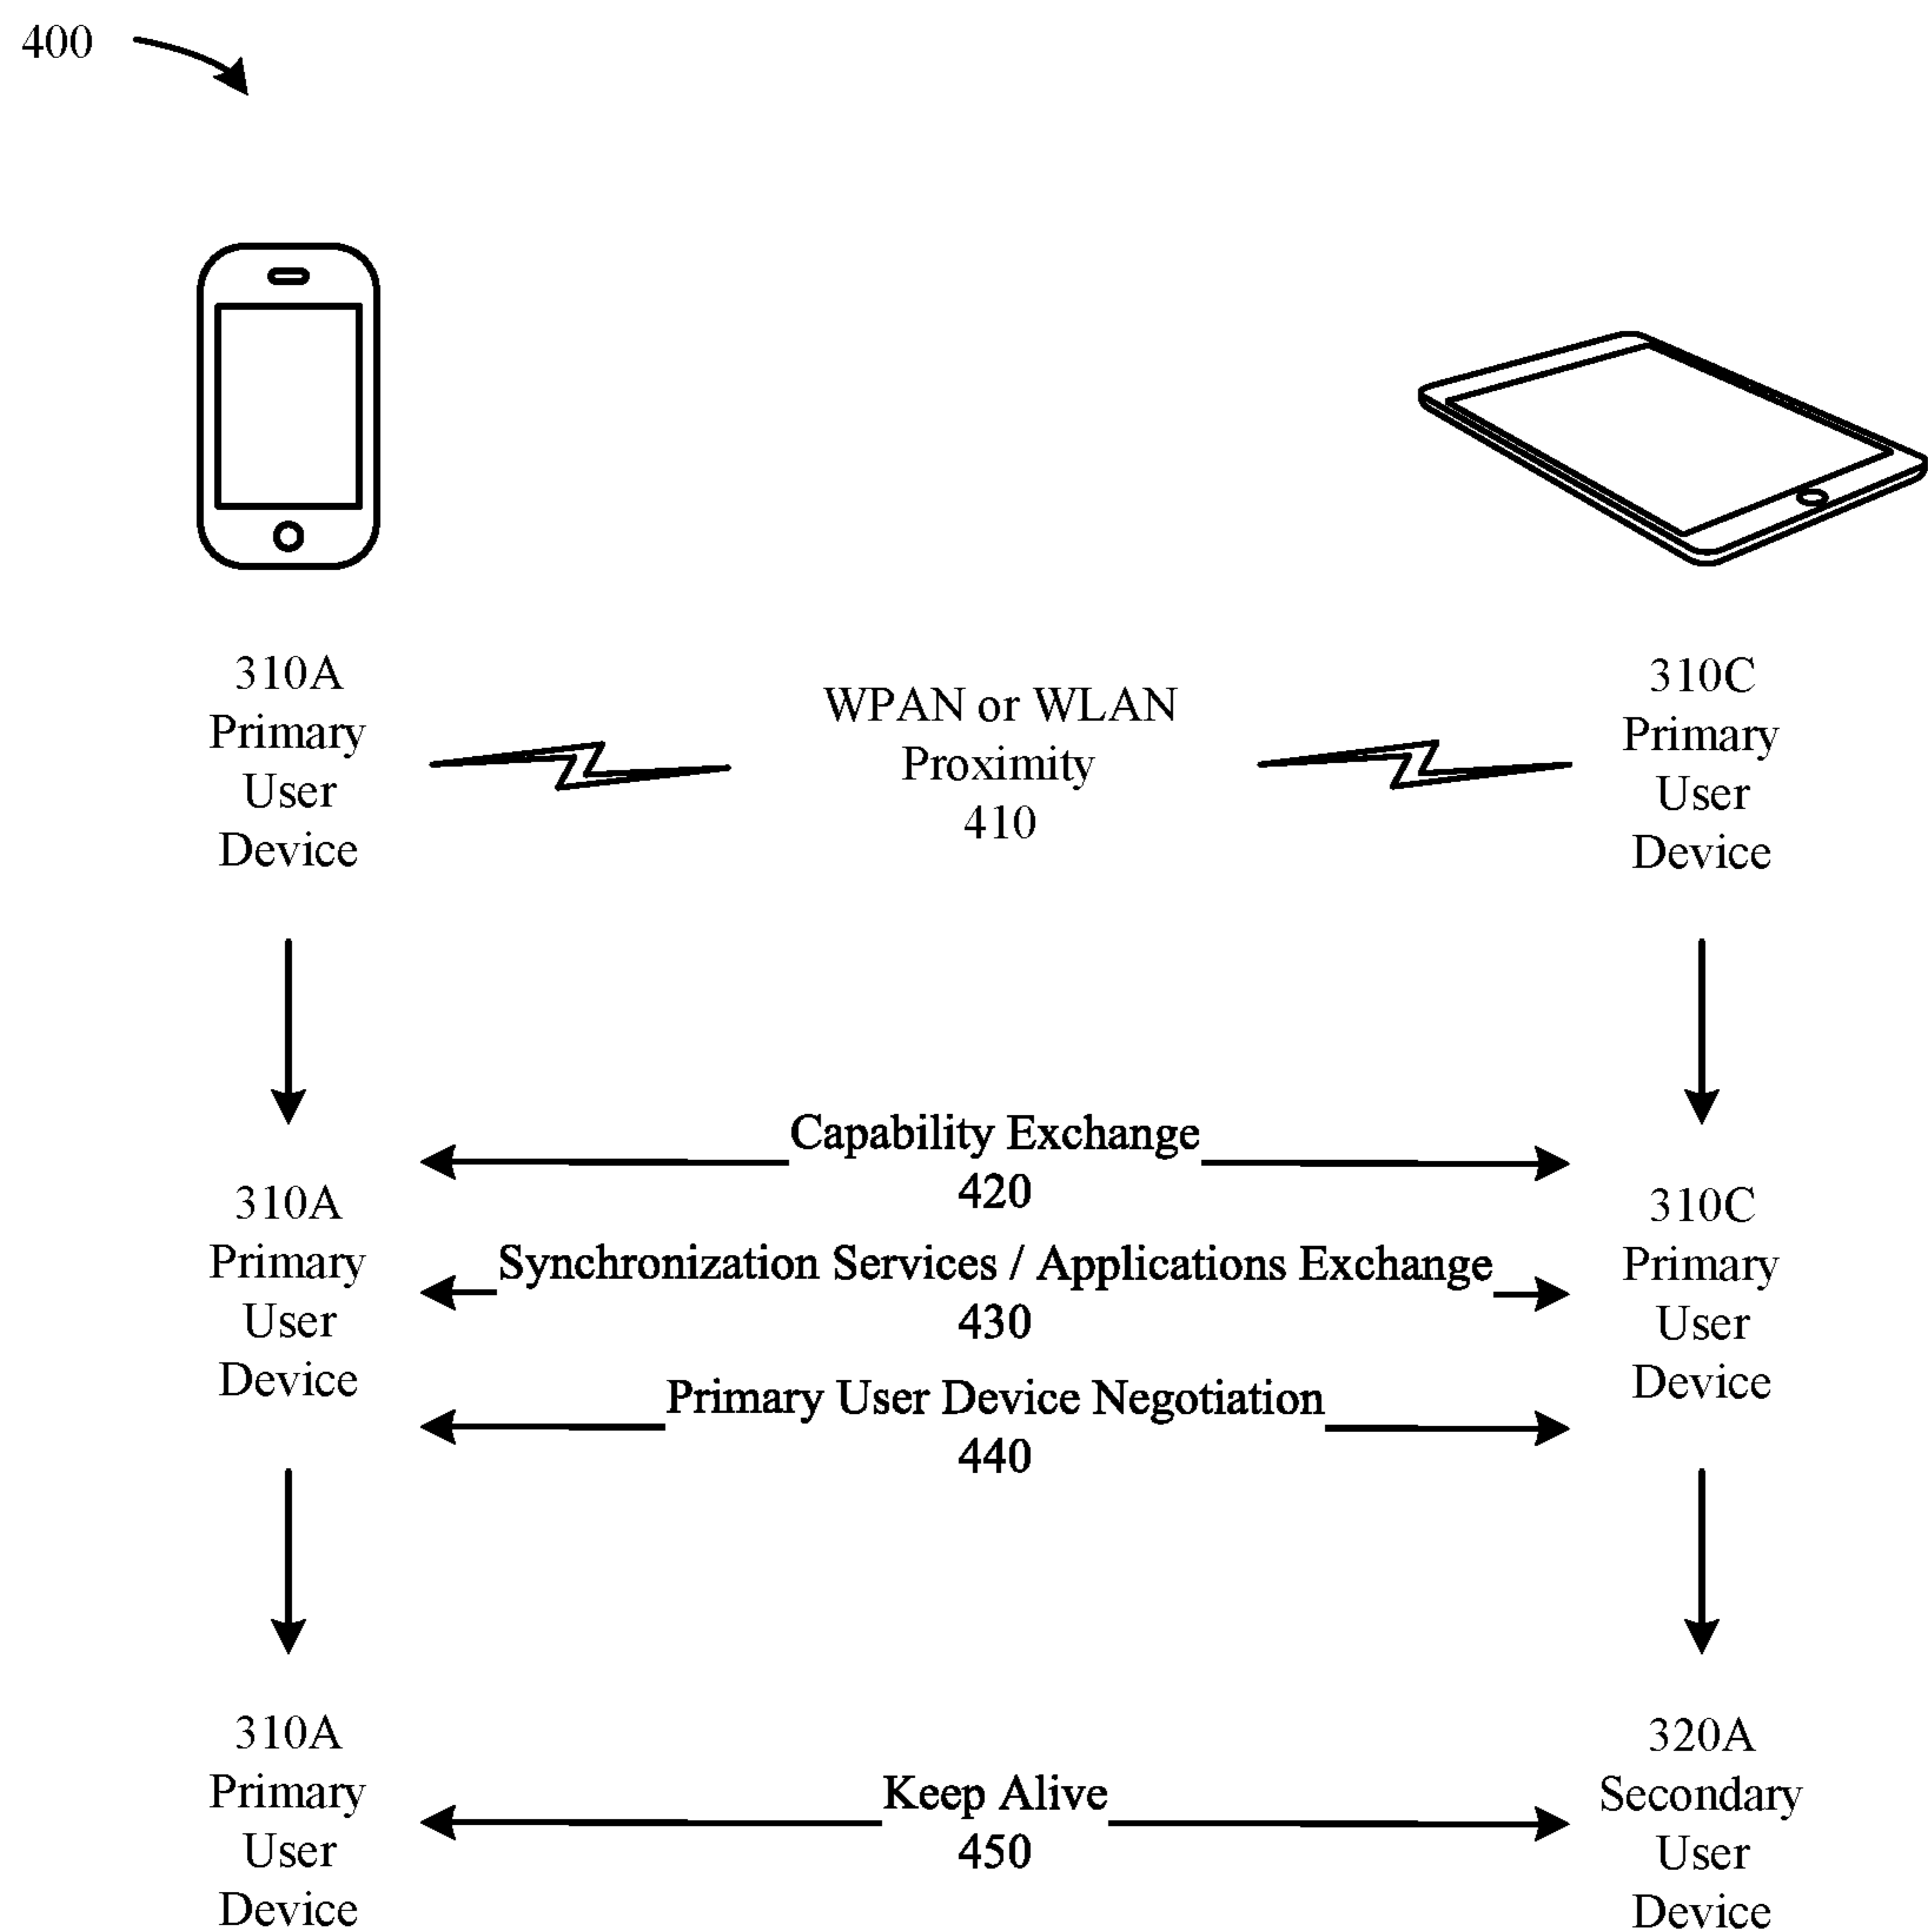 400
310A
Primary
User
Device
WPAN or WLAN
Proximity
410
310C
Primary
User
Device
Capability Exchange
420
310A
Primary
User
Device
Synchronization Services / Applications Exchange
430
310C
Primary
User
Device
Primary User Device Negotiation
440
310A
Primary
User
Device
Keep Alive
450
320A
Secondary
User
Device